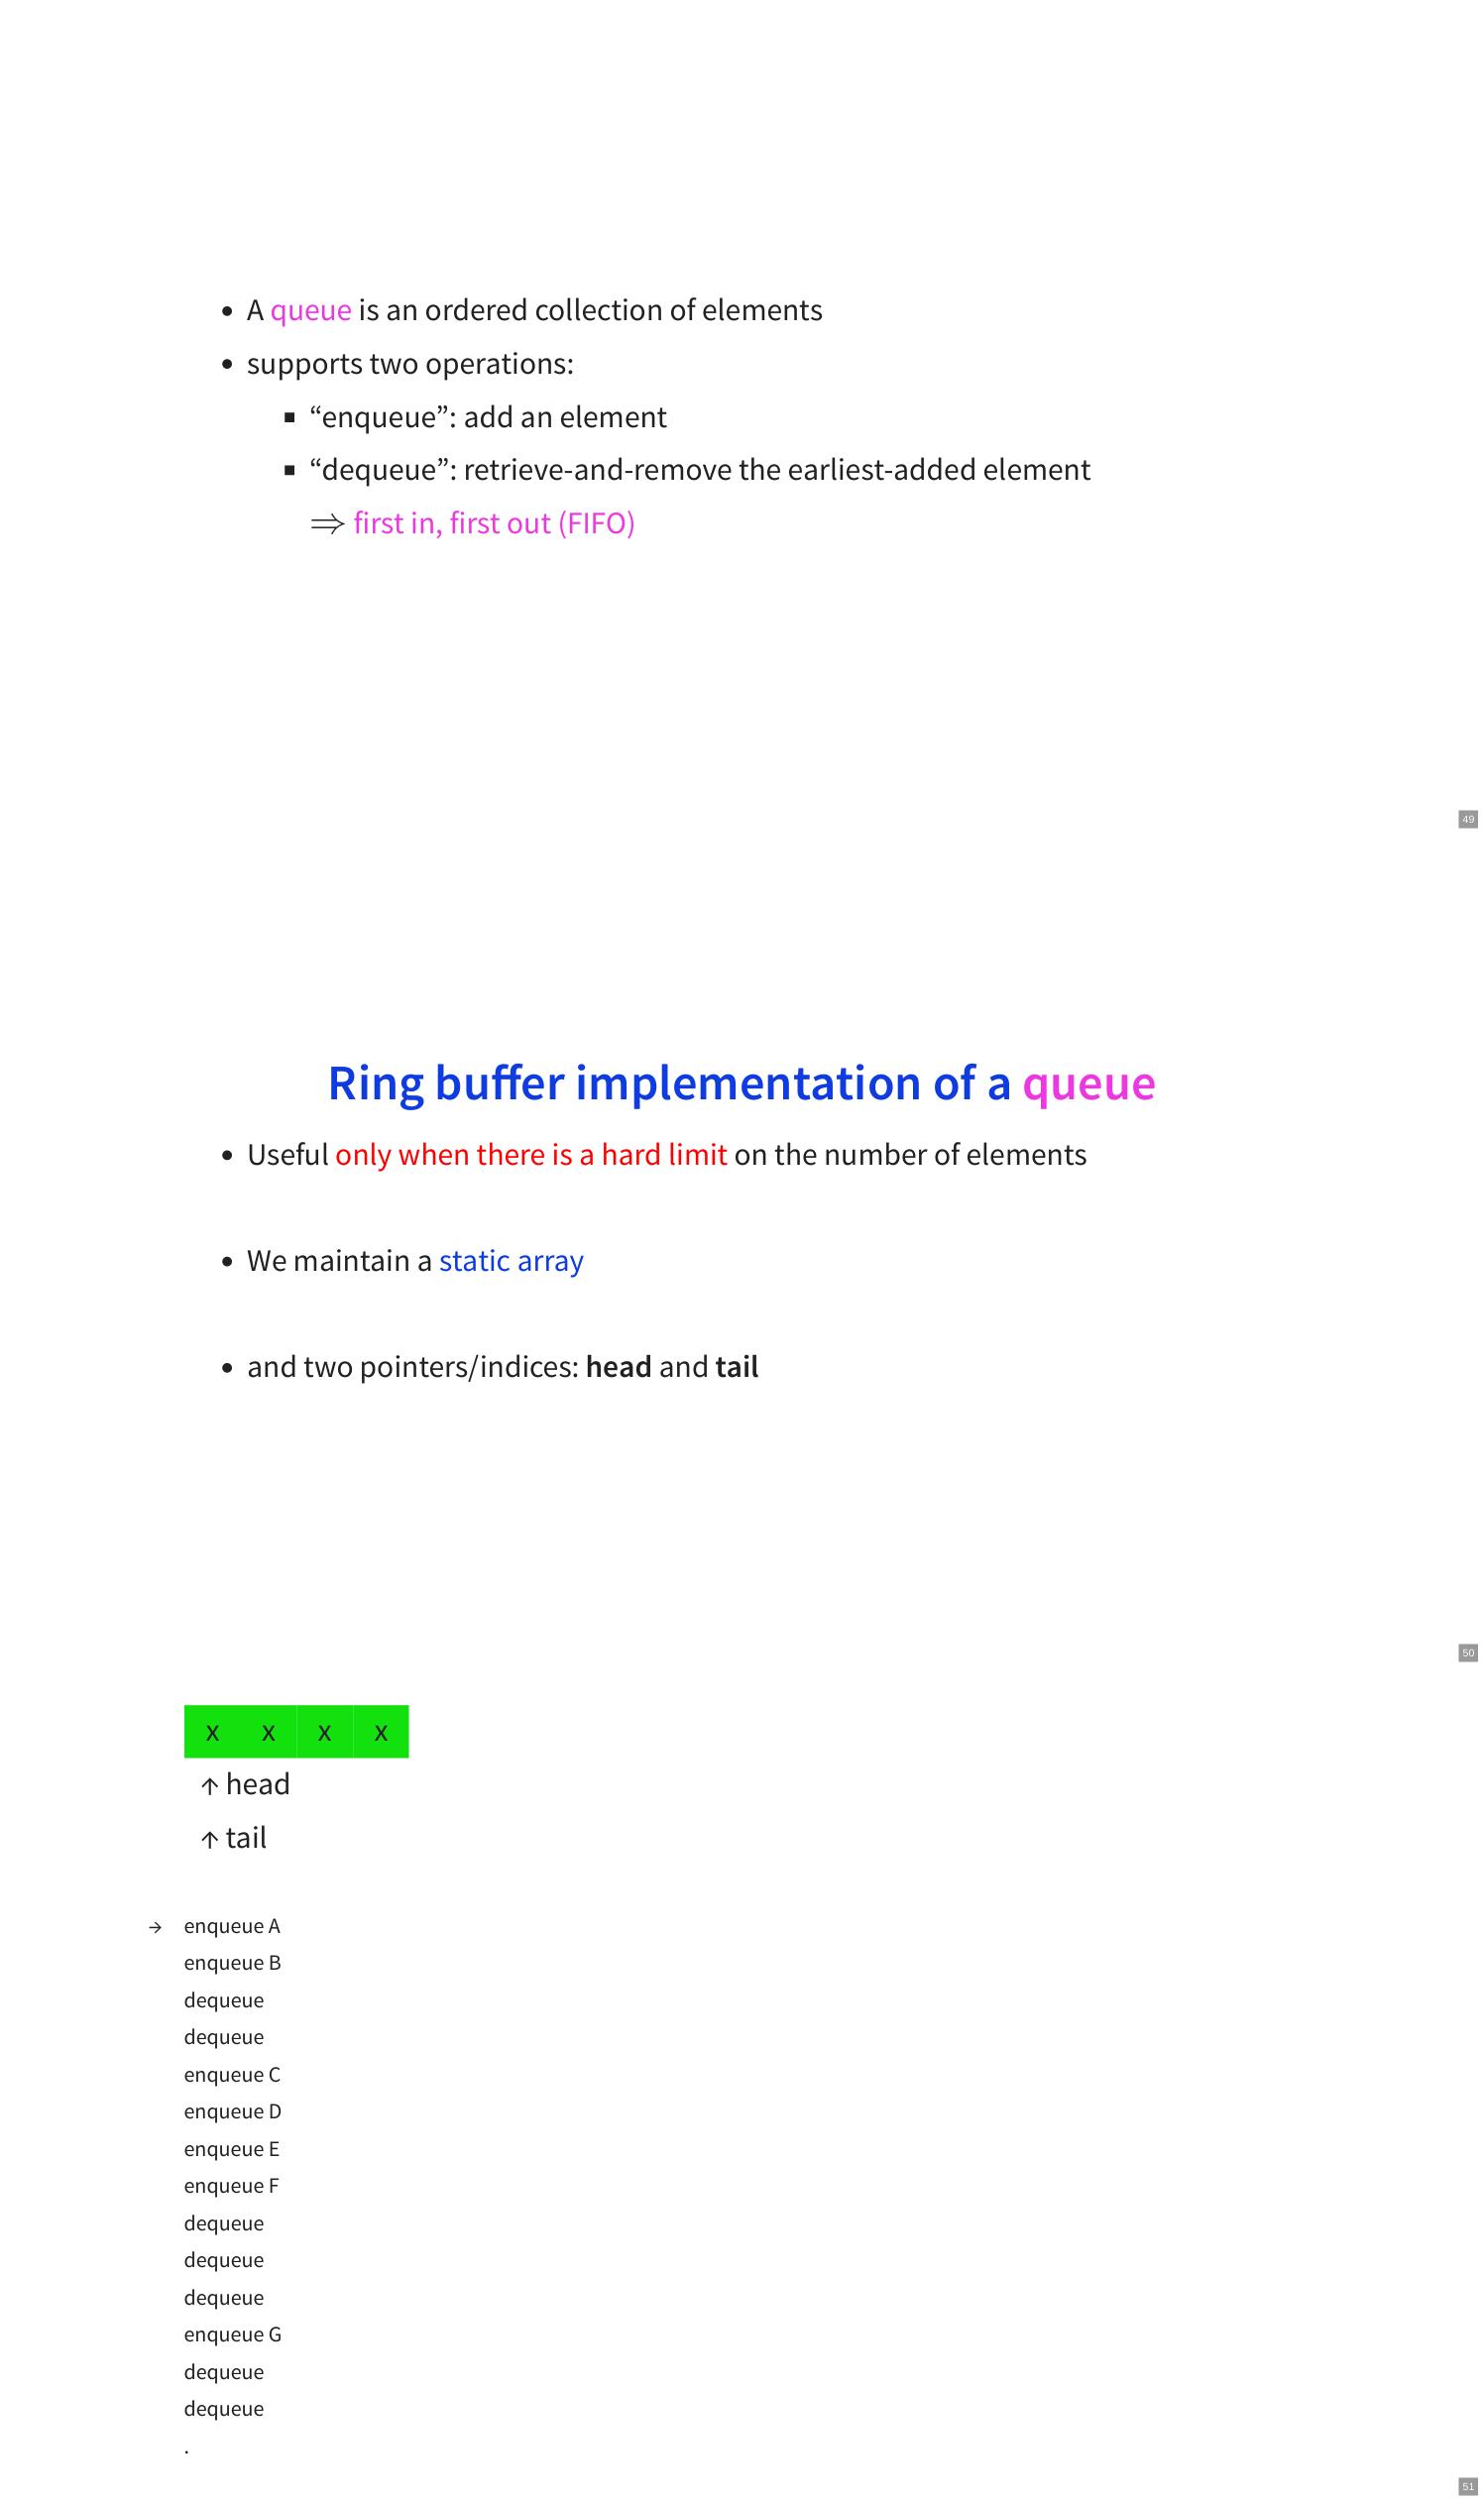 • A queue is an ordered collection of elements
• supports two operations:
▪ “enqueue”: add an element
▪ “dequeue”: retrieve-and-remove the earliest-added element
⇒ first in, first out (FIFO)
49
Ring buffer implementation of a queue
• Useful only when there is a hard limit on the number of elements
• We maintain a static array
• and two pointers/indices: head and tail
50
x x x x
↑ head
↑ tail
→ enqueue A
enqueue B
dequeue
dequeue
enqueue C
enqueue D
enqueue E
enqueue F
dequeue
dequeue
dequeue
enqueue G
dequeue
dequeue
.
51